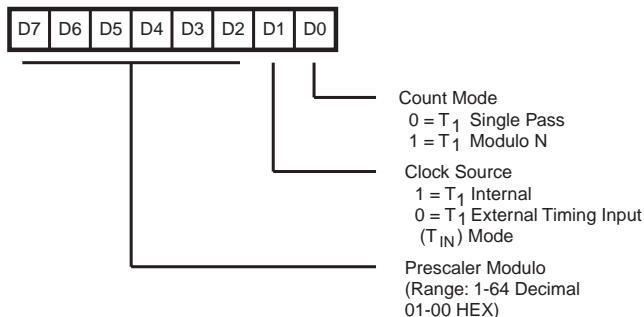 D7 D6 D5 D4 D3 D2 D1 D0
Count Mode
0 = T1 Single Pass
1 = T1 Modulo N
Clock Source
1 = T1 Internal
0 = T1 External Timing Input
(TIN) Mode
Prescaler Modulo
(Range: 1-64 Decimal
01-00 HEX)